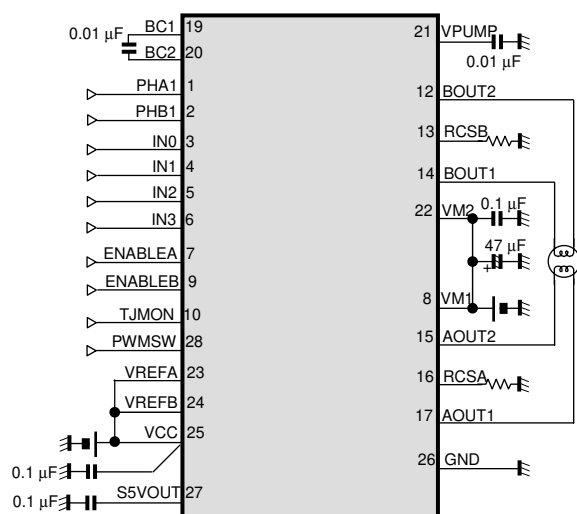 BC1 19
0.01 µF
BC2 20
PHA1 1
PHB1 2
IN0 3
IN1 4
IN2 5
IN3 6
ENABLEA 7
ENABLEB 9
TJMON 10
PWMSW 28
VREFA 23
VREFB 24
VCC 25
0.1 µF
S5VOUT 27
0.1 µF
21 VPUMP
0.01 µF
12 BOUT2
13 RCSB
14 BOUT1
0.1 µF
22 VM2
47 µF
+
8 VM1
15 AOUT2
16 RCSA
17 AOUT1
26 GND